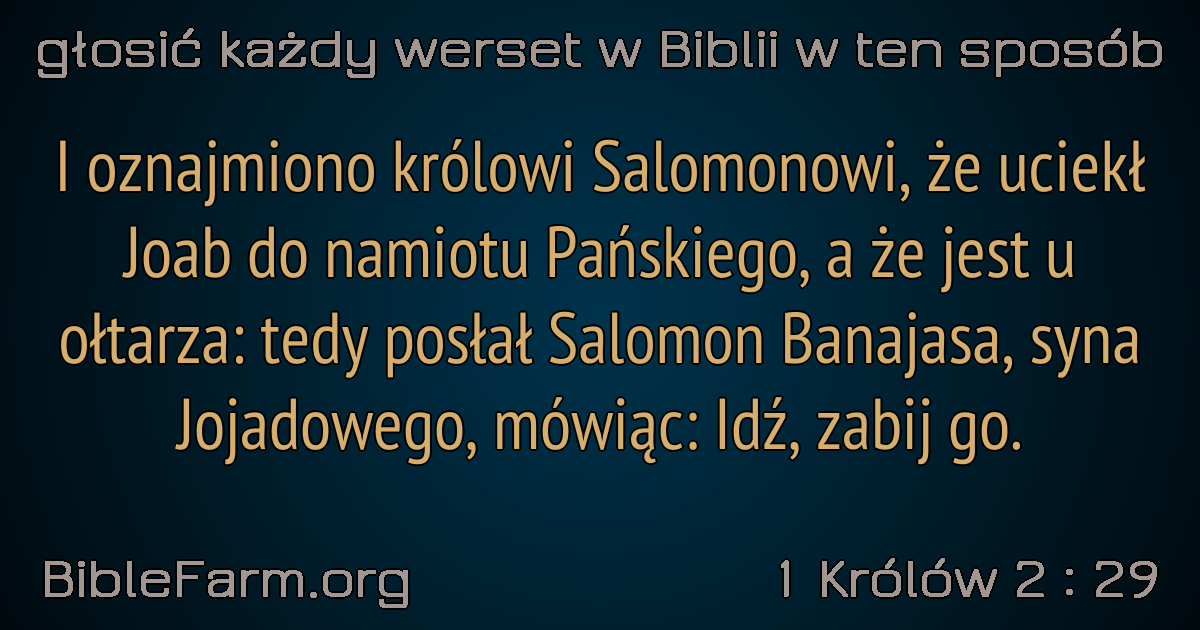 głosić każdy werset w Biblii w ten sposób
I oznajmiono królowi Salomonowi, że uciekł
Joab do namiotu Pańskiego, a że jest u
ołtarza: tedy posłał Salomon Banajasa, syna
Jojadowego, mówiąc: Idź, zabij go.
BibleFarm.org
1 Królów 2 : 29